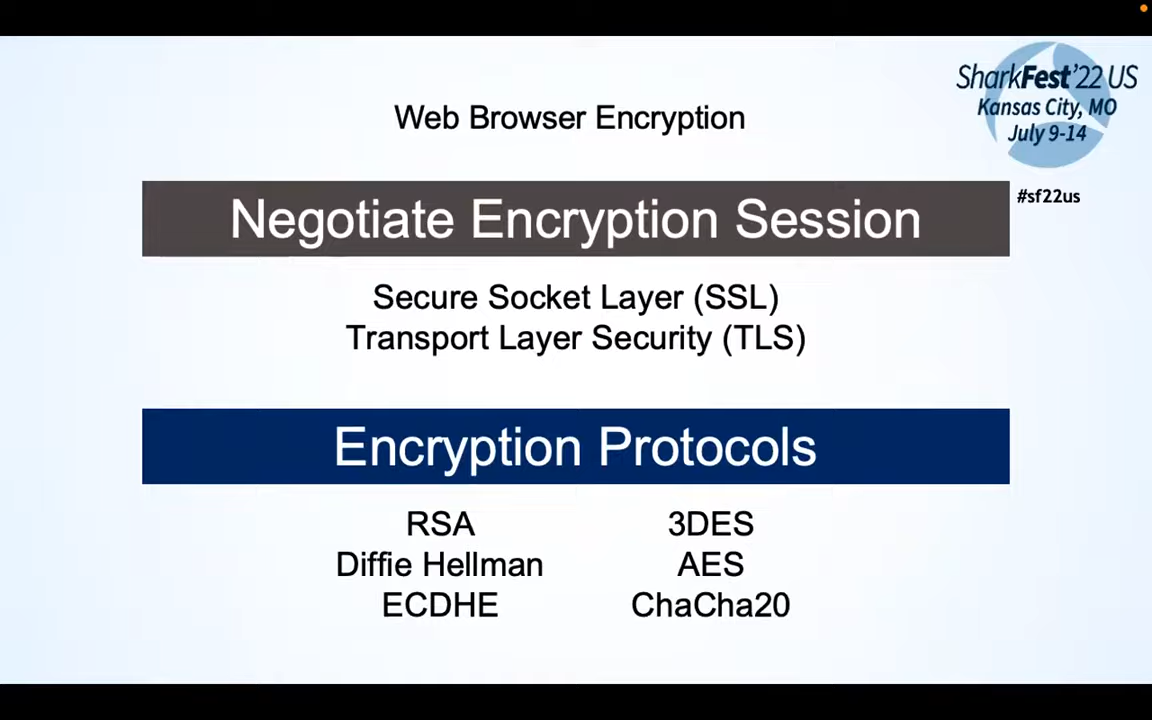 SharkFest'22 US
Kansas City, MO
July 9-14
#sf22us
Web Browser Encryption
Negotiate Encryption Session
Secure Socket Layer (SSL)
Transport Layer Security (TLS)
Encryption Protocols
RSA 3DES
Diffie Hellman AES
ECDHE ChaCha20